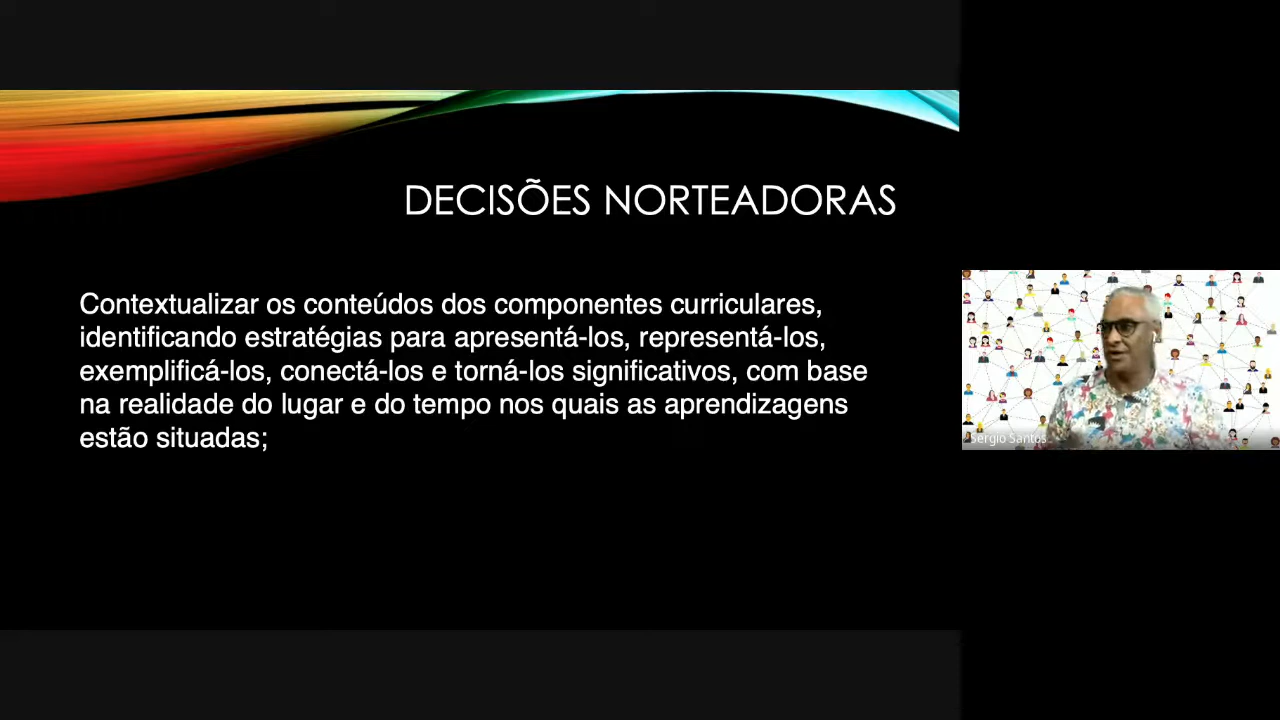 DECISÕES NORTEADORAS
Contextualizar os conteúdos dos componentes curriculares,
identificando estratégias para apresentá-los, representá-los,
exemplificá-los, conectá-los e torná-los significativos, com base
na realidade do lugar e do tempo nos quais as aprendizagens
estão situadas;
Sergio Santos